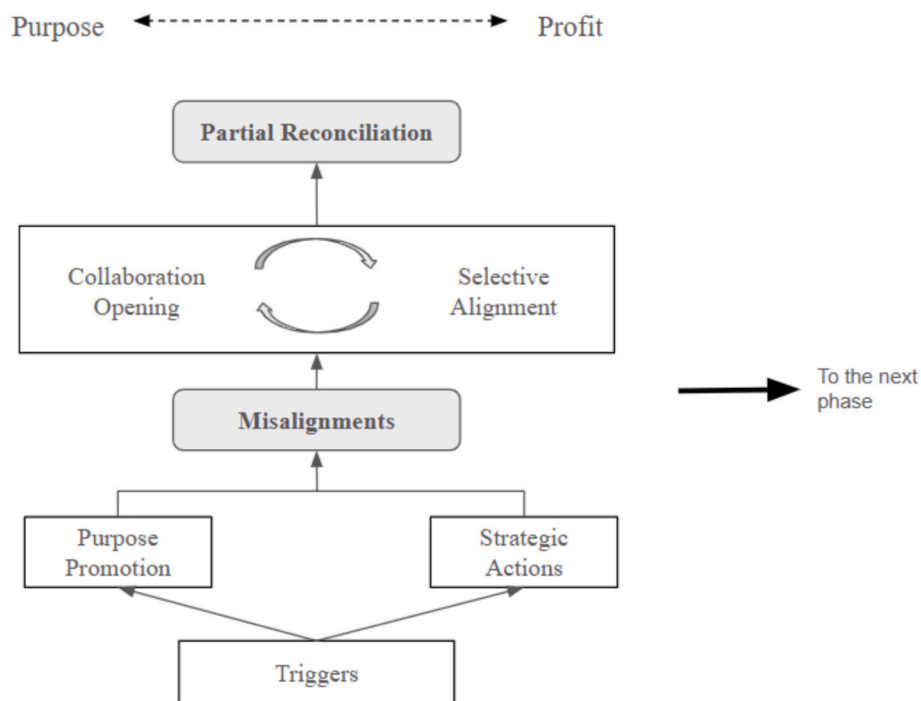 Purpose
Profit
Partial Reconciliation
Collaboration
Opening
Selective
Alignment
To the next
phase
Misalignments
Purpose
Promotion
Strategic
Actions
Triggers